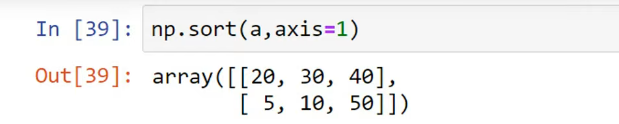 In [39]: np.sort(a,axis=1)
Out[39]: array([[20, 30, 40],
[ 5, 10, 50]])